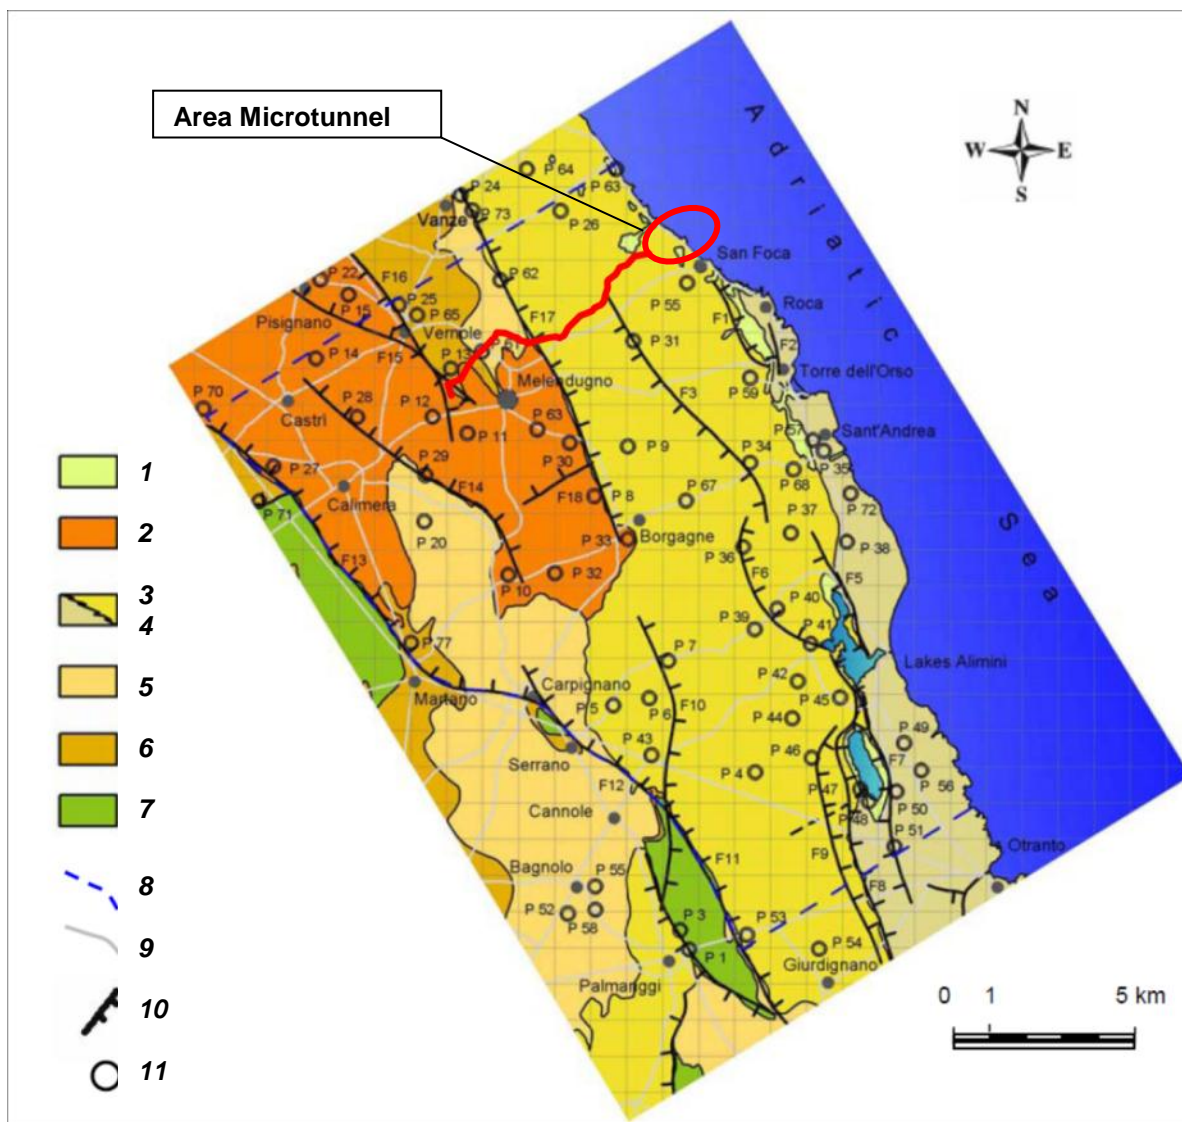 Area Microtunnel
N
W
E
S
Adriatic Sea
P 64
P 63
P 24
Vanze
P 73
P 26
San Foca
P 22
F16
P 62
P 55
Roca
P 15
P 25
P 65
F17
F1
Pisignano
Vernole
P 31
F2
P 14
F15
P 13
Melendugno
Torre dell'Orso
P 70
F3
P 59
Castrì
P 28
P 12
P 11
P 63
P 57
Sant'Andrea
P 9
P 34
P 35
P 27
P 29
P 30
P 68
1
Calimera
F14
F18
P 8
P 67
P 72
P 71
P 20
P 37
2
Borgagne
P 33
P 36
P 38
F13
P 10
P 32
F6
F5
3
4
P 40
P 77
P 39
P 41
P 7
Lakes Alimini
5
Martano
Carpignano
P 42
P 45
P 5
P 6
F10
P 44
6
P 43
P 49
Serrano
P 46
F7
F12
P 4
P 56
7
Cannole
P 47
P 48
P 50
P 51
Otranto
Bagnolo
P 55
F11
F9
F8
8
P 52
P 58
P 3
P 53
9
P 1
P 54
Palmariggi
Giurdignano
10
0 1 5 km
11